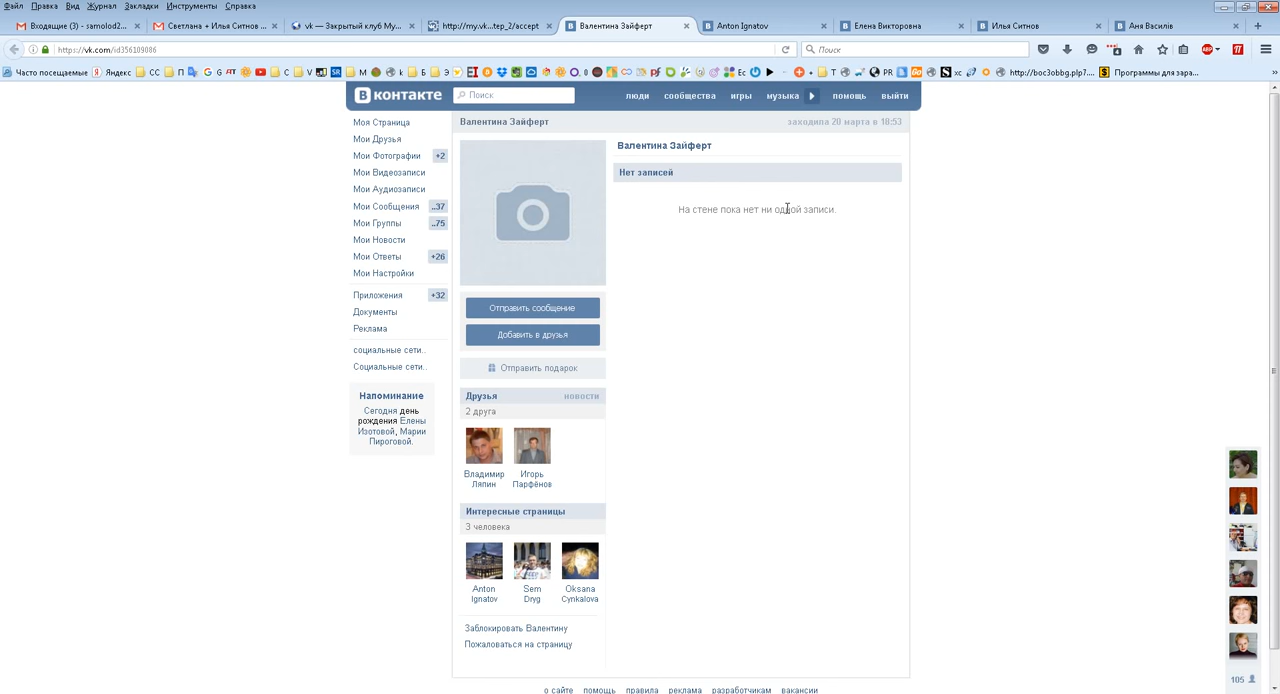 Файл Правка Вид Журнал Закладки Инструменты Справка
Входящие (3) - samolod2... Светлана + Илья Ситнов ... vk — Закрытый клуб Му... http://my.vk...tep_2/accept Валентина Зайферт Anton Ignatov Елена Викторовна Илья Ситнов Аня Василів
https://vk.com/id356109086 Поиск
Часто посещаемые Яндекс http://boc3obbg.plp7... Программы для зара...
В контакте Поиск люди сообщества игры музыка помощь выйти
Моя Страница
Мои Друзья
Мои Фотографии +2
Мои Видеозаписи
Мои Аудиозаписи
Мои Сообщения ..37
Мои Группы ..75
Мои Новости
Мои Ответы +26
Мои Настройки
Приложения +32
Документы
Реклама
социальные сети..
Социальные сети..
Напоминание
Сегодня день
рождения Елены
Изотовой, Марии
Пироговой.
Валентина Зайферт заходила 20 марта в 18:53
Валентина Зайферт
Нет записей
На стене пока нет ни одной записи.
Отправить сообщение
Добавить в друзья
Отправить подарок
Друзья новости
2 друга
Владимир Ляпин
Игорь Парфёнов
Интересные страницы
3 человека
Anton Ignatov
Sem Dryg
Oksana Cynkalova
Заблокировать Валентину
Пожаловаться на страницу
о сайте помощь правила реклама разработчикам вакансии
105